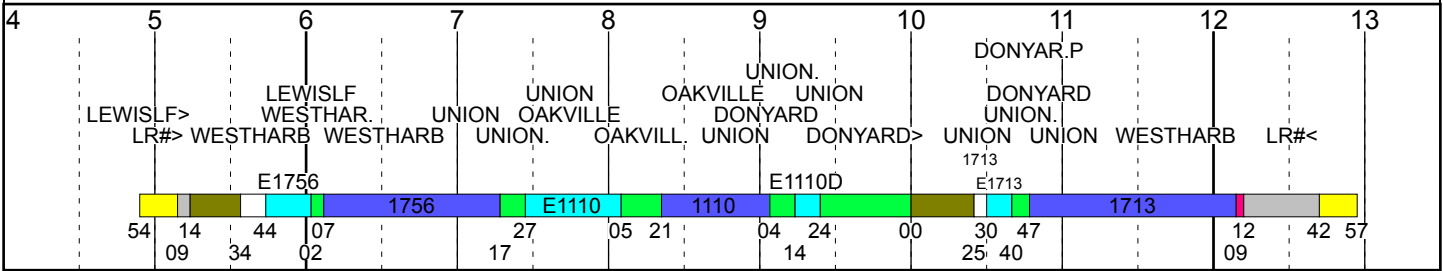 4 5 6 7 8 9 10 11 12 13
DONYAR.P
UNION.
LEWISLF UNION OAKVILLE UNION DONYARD
LEWISLF> WESTHAR. UNION OAKVILLE DONYARD UNION.
LR#> WESTHARB WESTHARB UNION. OAKVILL. UNION DONYARD> UNION UNION WESTHARB LR#<
1713
E1756 E1110D E1713
1756 E1110 1110 1713
54 14 44 07 27 05 21 04 24 00 30 47 12 42 57
09 34 02 17 14 25 40 09